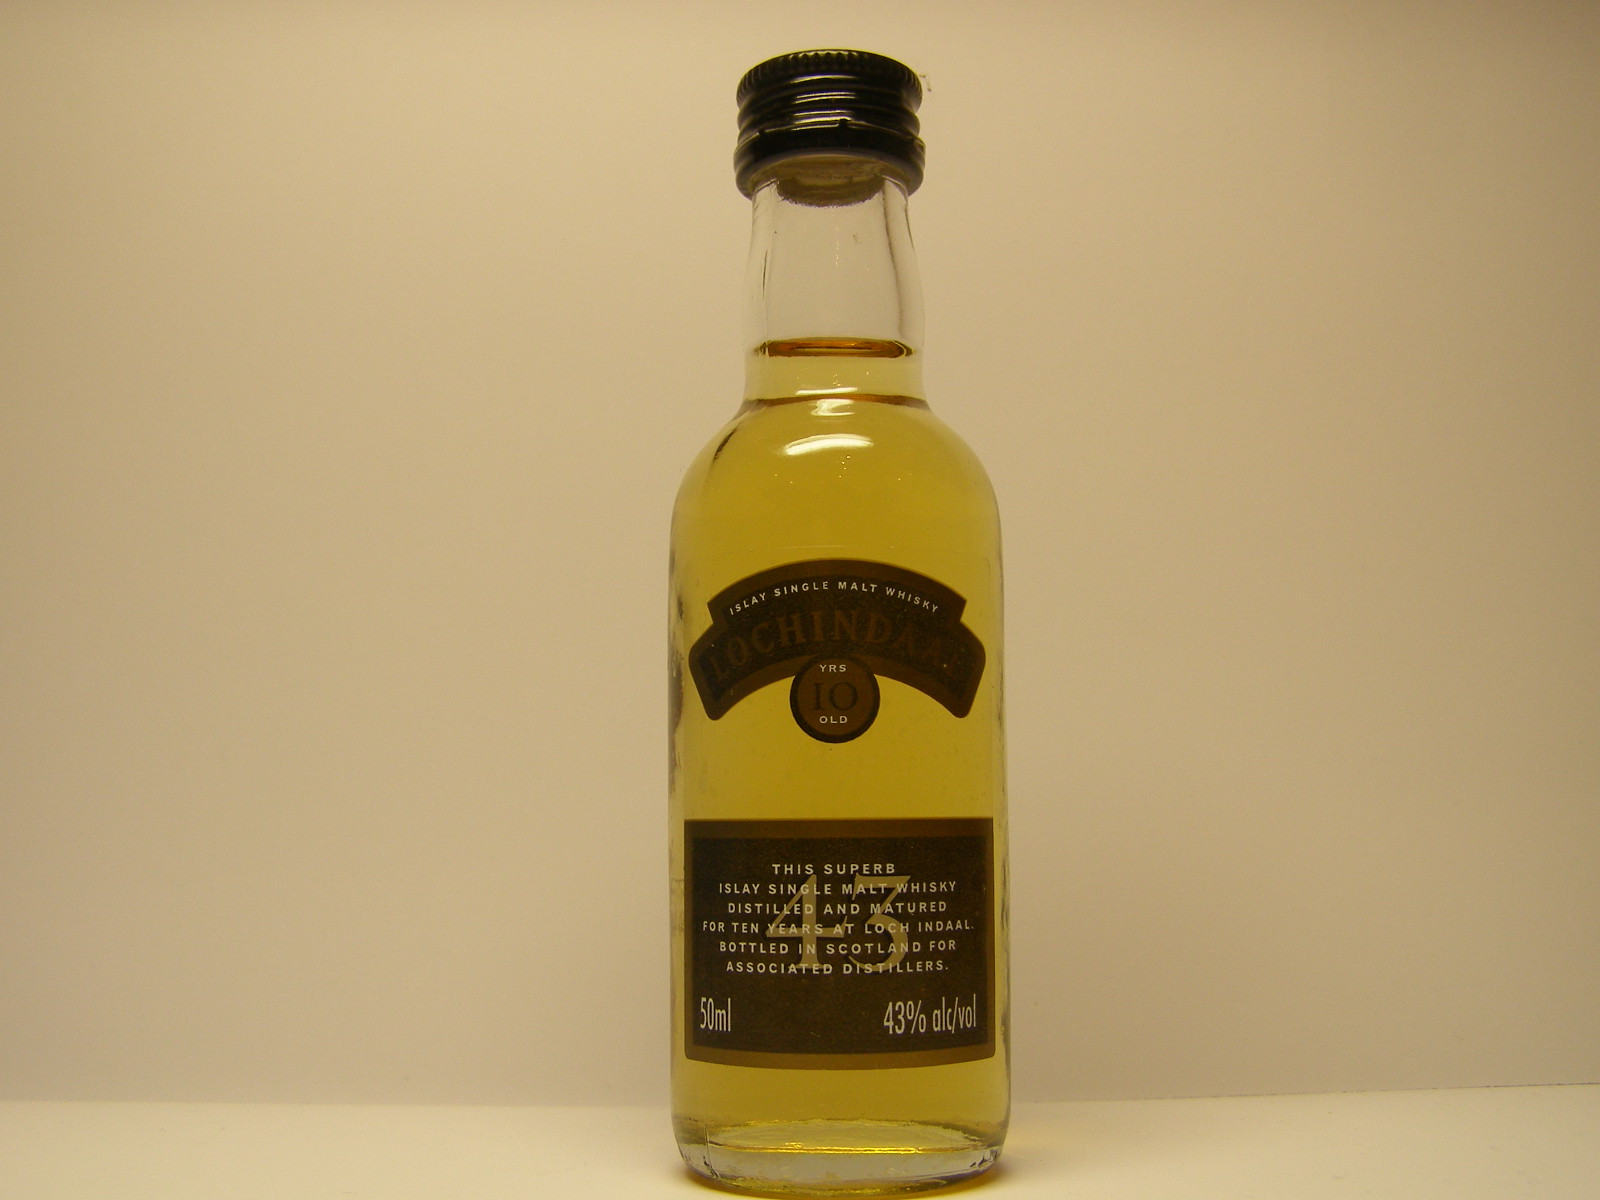 ISLAY SINGLE MALT WHISKY
LOCHINDAAL
YRS
10
OLD
43
THIS SUPERB
ISLAY SINGLE MALT WHISKY
DISTILLED AND MATURED
FOR TEN YEARS AT LOCH INDAAL.
BOTTLED IN SCOTLAND FOR
ASSOCIATED DISTILLERS.
50ml 43% alc/vol